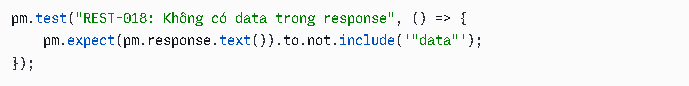 pm.test("REST-018: Không có data trong response", () => {
    pm.expect(pm.response.text()).to.not.include('"data"');
});